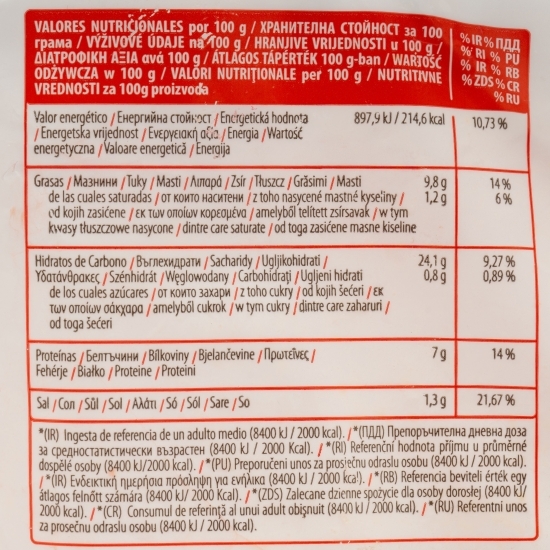 VALORES NUTRICIONALES por 100 g / ХРАНИТЕЛНА СТОЙНОСТ за 100
грама / VÝŽIVOVÉ ÚDAJE na 100 g / HRANJIVE VRIJEDNOSTI u 100 g /
ΔΙΑΤΡΟΦΙΚΗ ΑΞΙΑ ανά 100 g / ÁTLAGOS TÁPÉRTÉK 100 g-ban / WARTOŚĆ
ODŻYWCZA w 100 g / VALORI NUTRIȚIONALE per 100 g / NUTRITIVNE
VREDNOSTI za 100g proizvoda
% IR % ПДД
% RI % PU
% IR % RB
% ZDS % CR
% RU
Valor energético / Енергийна стойност / Energetická hodnota 897,9 kJ / 214,6 kcal 10,73 %
/ Energetska vrijednost / Ενεργειακή αξία / Energia / Wartość
energetyczna / Valoare energetică / Energija
Grasas / Мазнини / Tuky / Masti / Λιπαρά / Zsír / Tłuszcz / Grăsimi / Masti 9,8 g 14 %
de las cuales saturadas / от които наситени / z toho nasycené mastné kyseliny / 1,2 g 6 %
od kojih zasićene / εκ των οποίων κορεσμένα / amelyből telített zsírsavak / w tym
kwasy tłuszczowe nasycone / dintre care saturate / od toga zasićene masne kiseline
Hidratos de Carbono / Въглехидрати / Sacharidy / Ugljikohidrati / 24,1 g 9,27 %
Υδατάνθρακες / Szénhidrát / Węglowodany / Carbohidrați / Ugljeni hidrati 0,8 g 0,89 %
de los cuales azúcares / от които захари / z toho cukry / od kojih šećeri / εκ
των οποίων σάκχαρα / amelyből cukrok / w tym cukry / dintre care zaharuri /
od toga šećeri
Proteínas / Белтъчини / Bílkoviny / Bjelančevine / Πρωτεΐνες / 7 g 14 %
Fehérje / Białko / Proteine / Proteini
Sal / Сол / Sůl / Sol / Αλάτι / Só / Sól / Sare / So 1,3 g 21,67 %
*(IR) Ingesta de referencia de un adulto medio (8400 kJ / 2000 kcal). / *(ПДД) Препоръчителна дневна доза
за средностатистически възрастен (8400 kJ / 2000 Kcal). / *(RI) Referenční hodnota příjmu u průměrné
dospělé osoby (8400 kJ/2000 kcal). / *(PU) Preporučeni unos za prosječnu odraslu osobu (8400 kJ / 2000 kcal).
/ *(IR) Ενδεικτική ημερήσια πρόσληψη για ενήλικα (8400 kJ / 2000 kcal). / *(RB) Referencia beviteli érték egy
átlagos felnőtt számára (8400 kJ / 2000 Kcal). / *(ZDS) Zalecane dzienne spożycie dla osoby dorosłej (8400 kJ/
2000 kcal). / *(CR) Consumul de referință al unui adult obișnuit (8400 kJ / 2000 kcal). / *(RU) Referentni unos
za prosečnu odraslu osobu (8400 kJ / 2000 kcal).